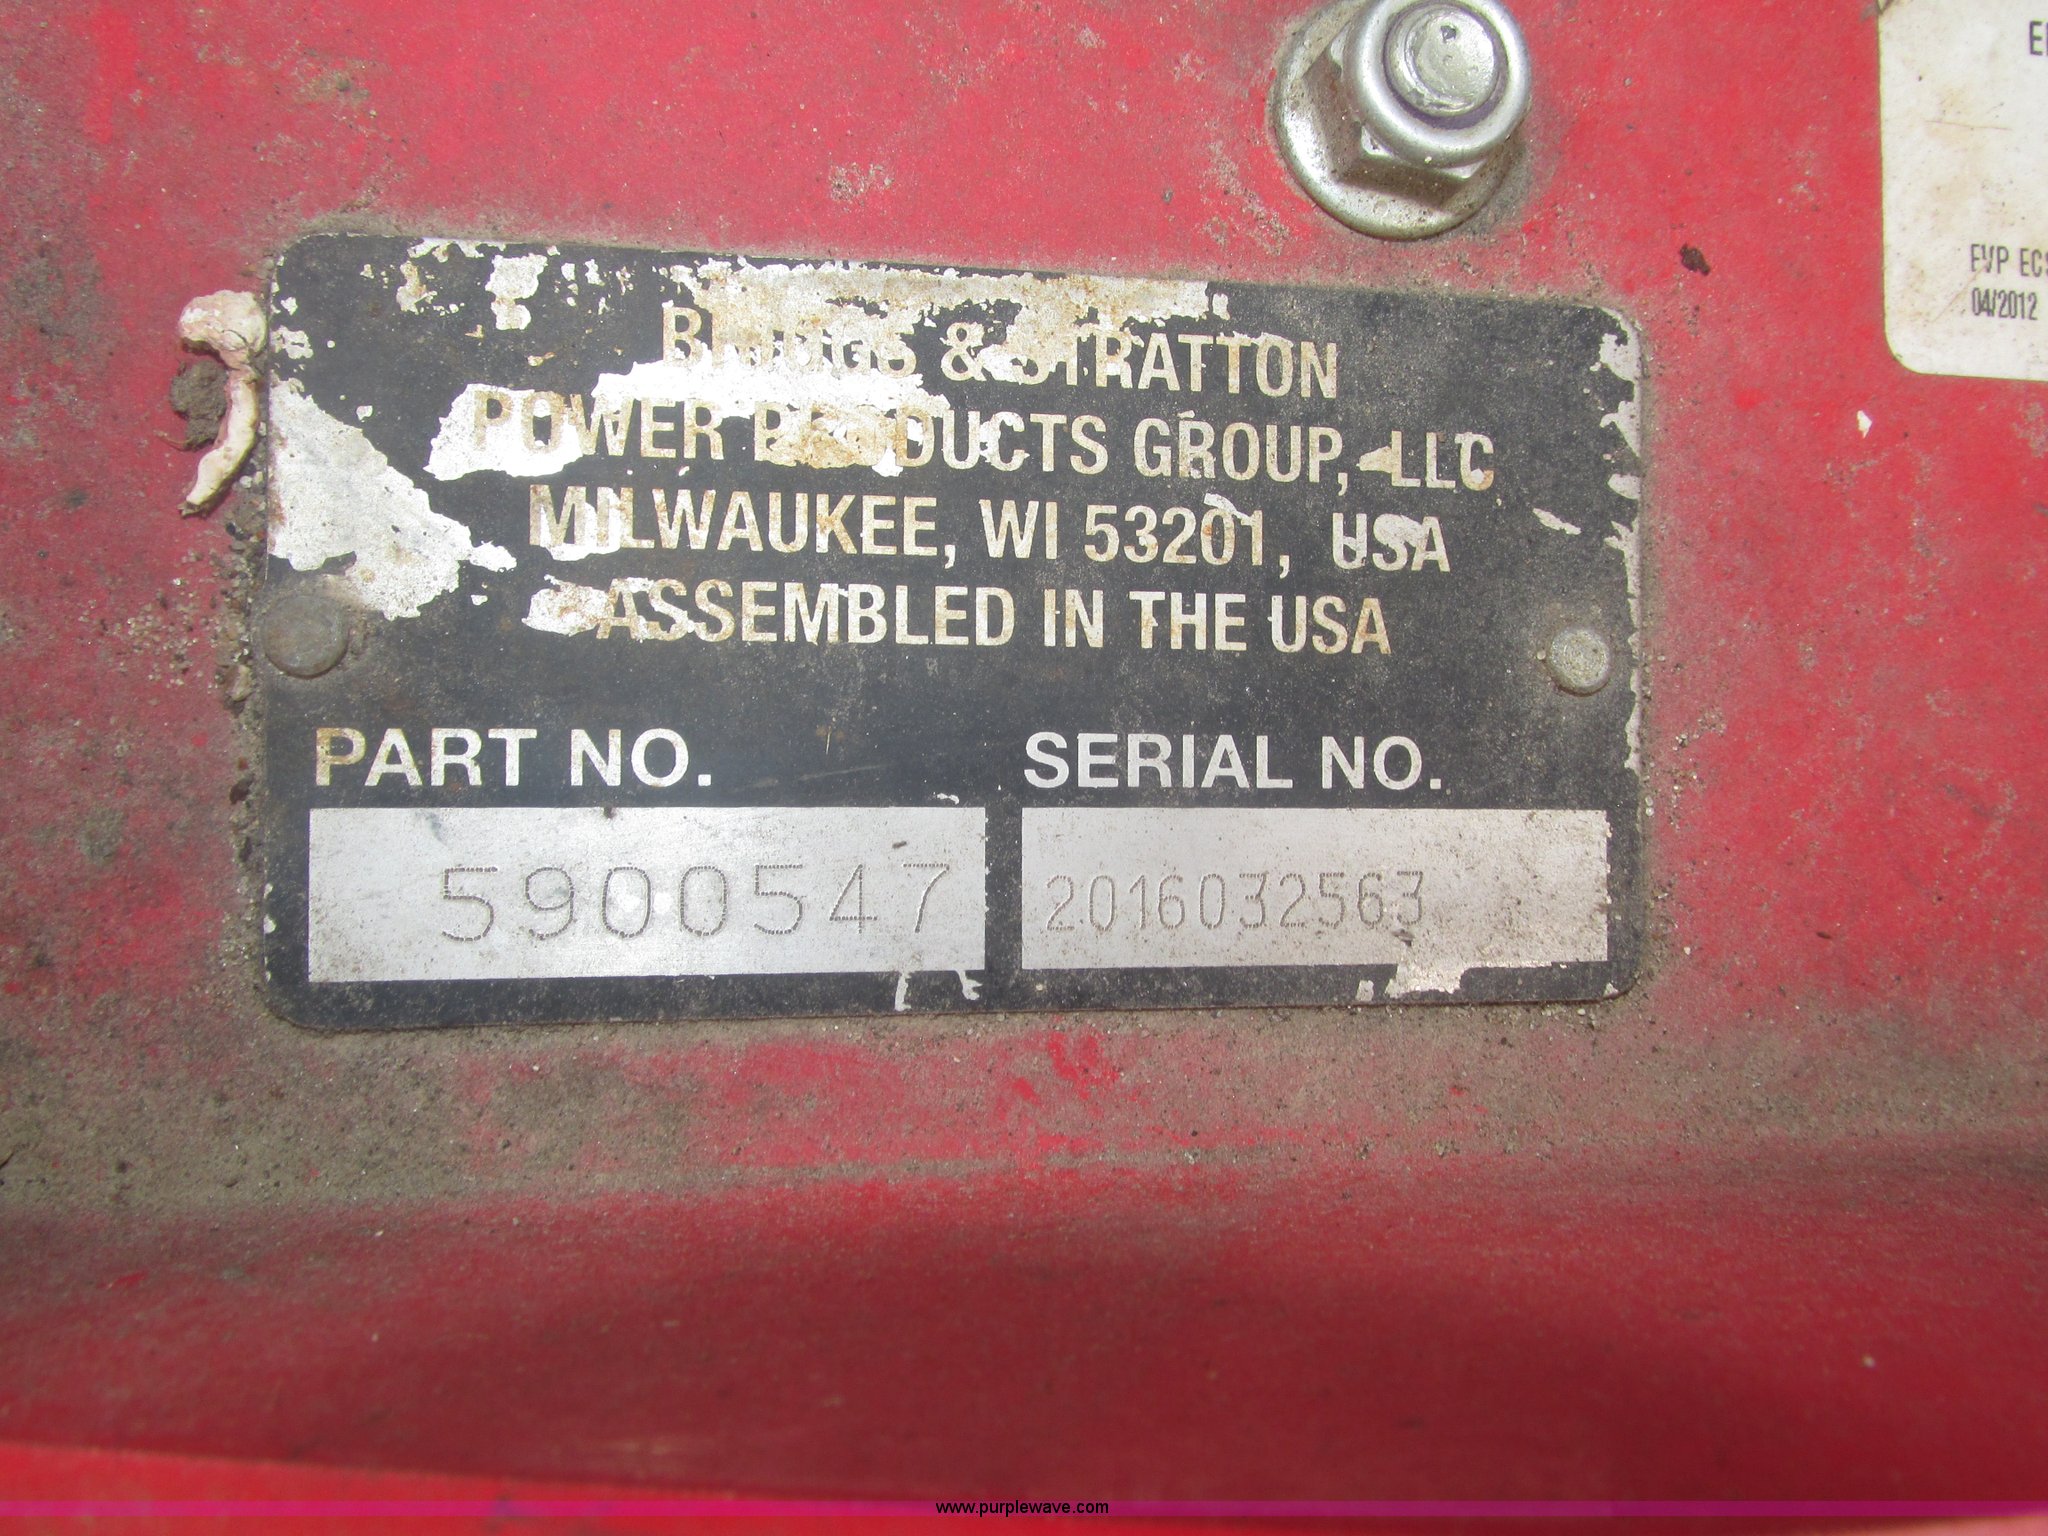 BRIGGS & STRATTON
POWER PRODUCTS GROUP, LLC
MILWAUKEE, WI 53201, USA
ASSEMBLED IN THE USA
PART NO. SERIAL NO.
5900547 2016032563
EVP
04/2012
www.purplewave.com